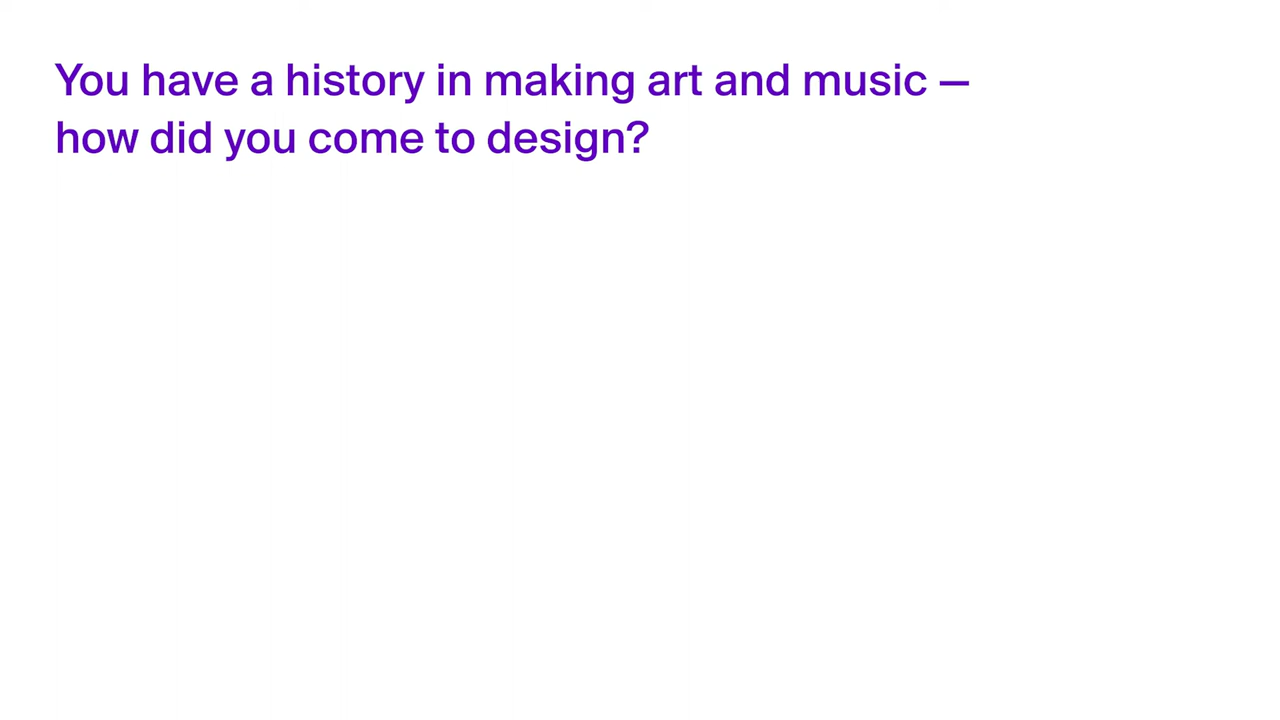 You have a history in making art and music —
how did you come to design?